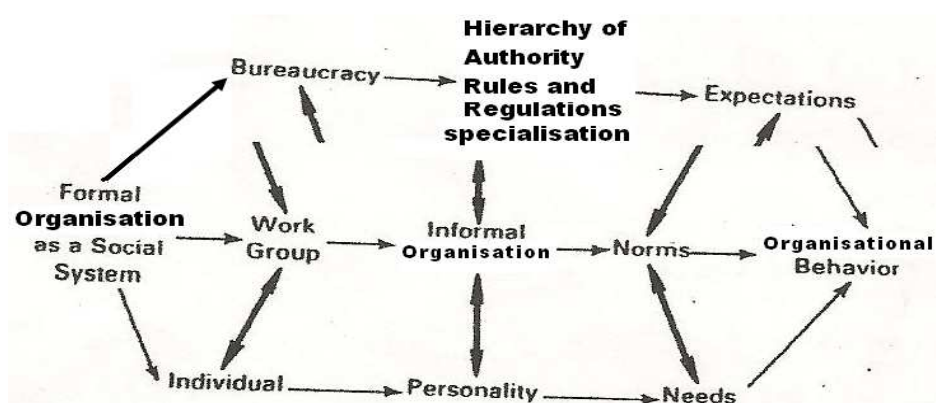 Bureaucracy
Hierarchy of
Authority
Rules and
Regulations
specialisation
Expectations
Formal
Organisation
as a Social
System
Work
Group
Informal
Organisation
Norms
Organisational
Behavior
Individual
Personality
Needs